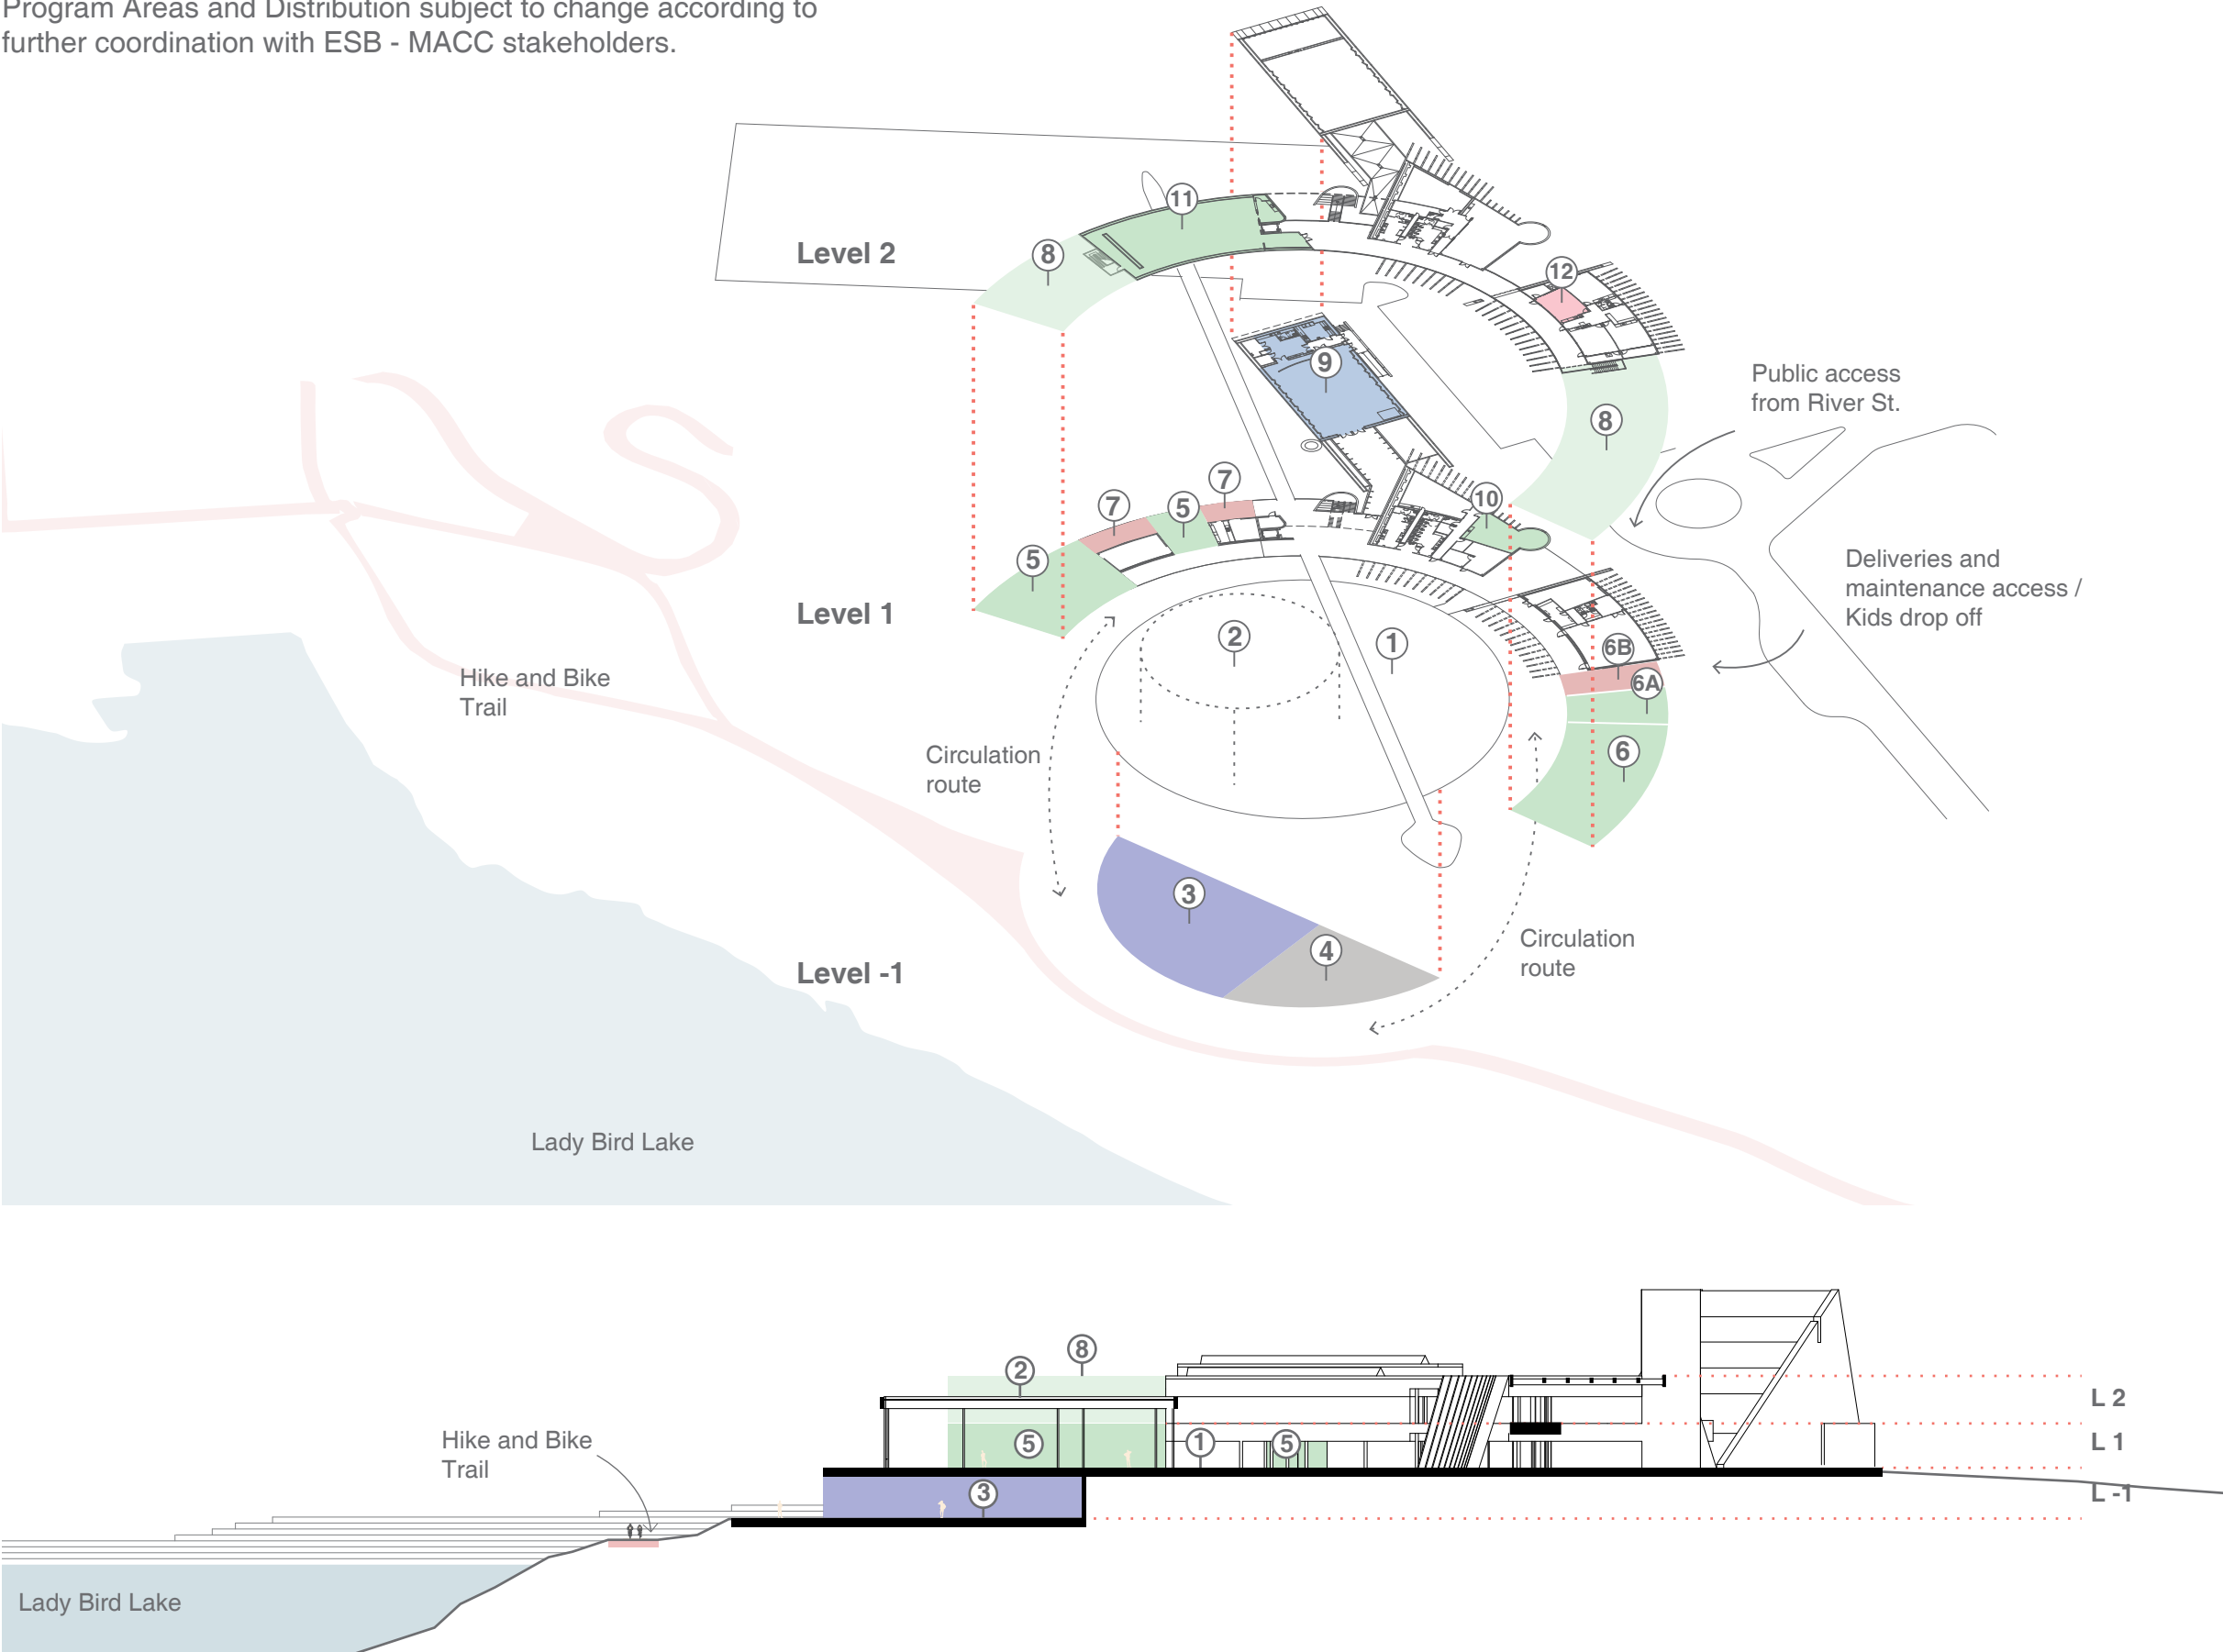 Program Areas and Distribution subject to change according to
further coordination with ESB - MACC stakeholders.
11
Level 2
8
12
9
8
Public access
from River St.
7
7
5
10
5
Deliveries and
maintenance access /
Kids drop off
Level 1
2
1
6B
6A
Hike and Bike
Trail
Circulation
route
6
3
4
Circulation
route
Level -1
Lady Bird Lake
8
2
L 2
Hike and Bike
Trail
5
1
5
L 1
3
L -1
Lady Bird Lake